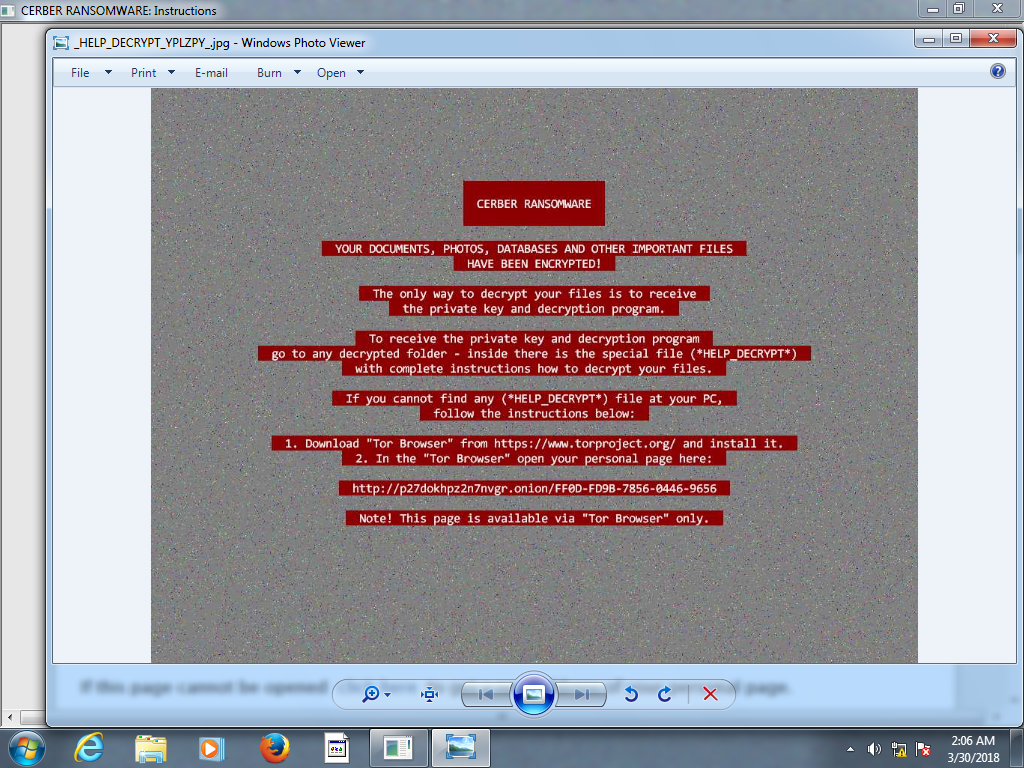 CERBER RANSOMWARE: Instructions
_HELP_DECRYPT_YPLZPY_.jpg - Windows Photo Viewer
File Print E-mail Burn Open
CERBER RANSOMWARE
YOUR DOCUMENTS, PHOTOS, DATABASES AND OTHER IMPORTANT FILES
HAVE BEEN ENCRYPTED!
The only way to decrypt your files is to receive
the private key and decryption program.
To receive the private key and decryption program
go to any decrypted folder - inside there is the special file (*HELP_DECRYPT*)
with complete instructions how to decrypt your files.
If you cannot find any (*HELP_DECRYPT*) file at your PC,
follow the instructions below:
1. Download "Tor Browser" from https://www.torproject.org/ and install it.
2. In the "Tor Browser" open your personal page here:
http://p27dokhpz2n7nvgr.onion/FF0D-FD9B-7856-0446-9656
Note! This page is available via "Tor Browser" only.
If this page cannot be opened page.
2:06 AM
3/30/2018